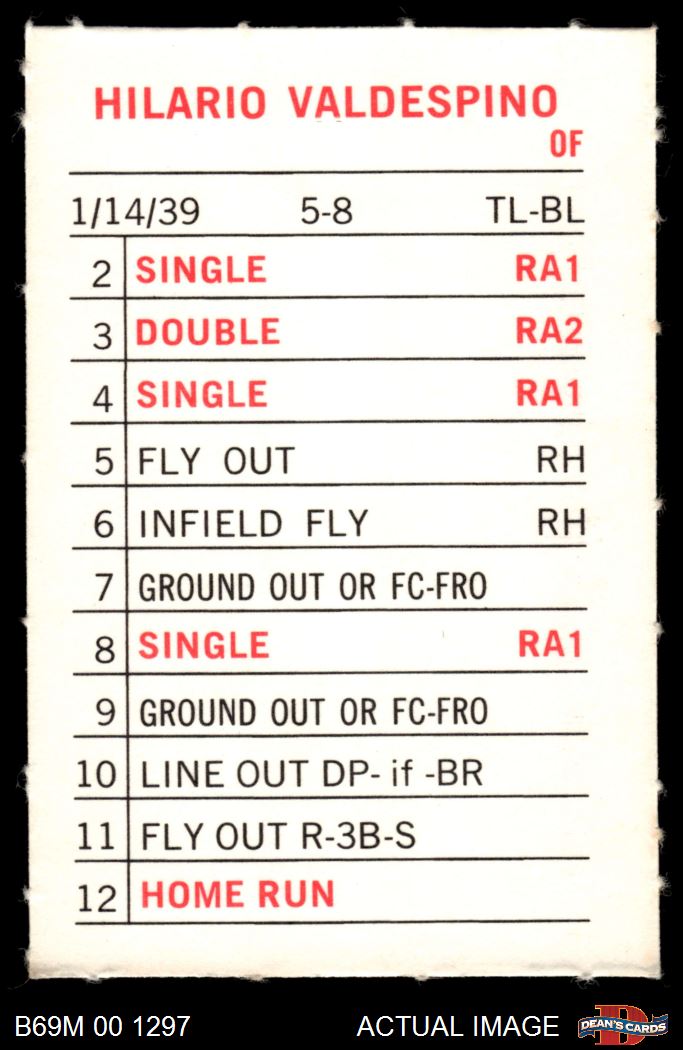 HILARIO VALDESPINO
OF
1/14/39 5-8 TL-BL
2 SINGLE RA1
3 DOUBLE RA2
4 SINGLE RA1
5 FLY OUT RH
6 INFIELD FLY RH
7 GROUND OUT OR FC-FRO
8 SINGLE RA1
9 GROUND OUT OR FC-FRO
10 LINE OUT DP- if -BR
11 FLY OUT R-3B-S
12 HOME RUN
B69M 00 1297 ACTUAL IMAGE D DEAN'S CARDS